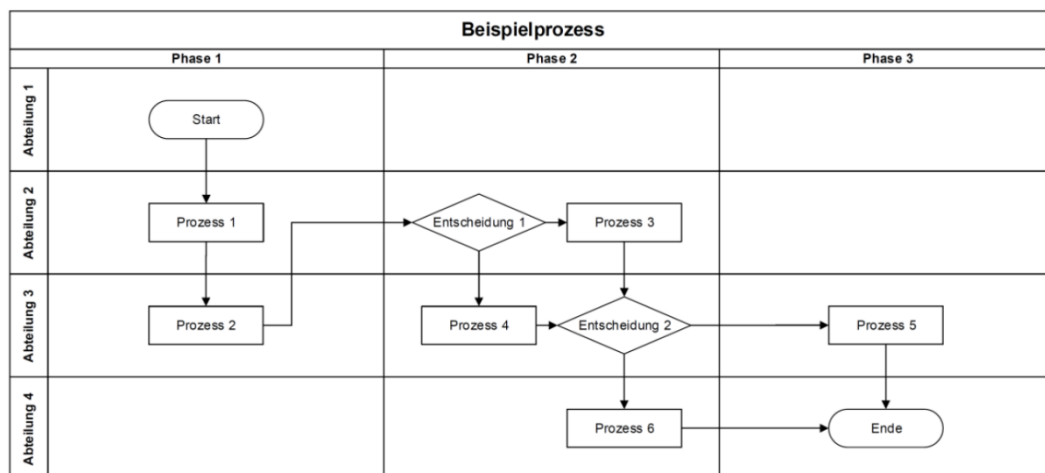 Beispielprozess
Phase 1
Phase 2
Phase 3
Abteilung 1
Start
Abteilung 2
Prozess 1
Entscheidung 1
Prozess 3
Abteilung 3
Prozess 2
Prozess 4
Entscheidung 2
Prozess 5
Abteilung 4
Prozess 6
Ende